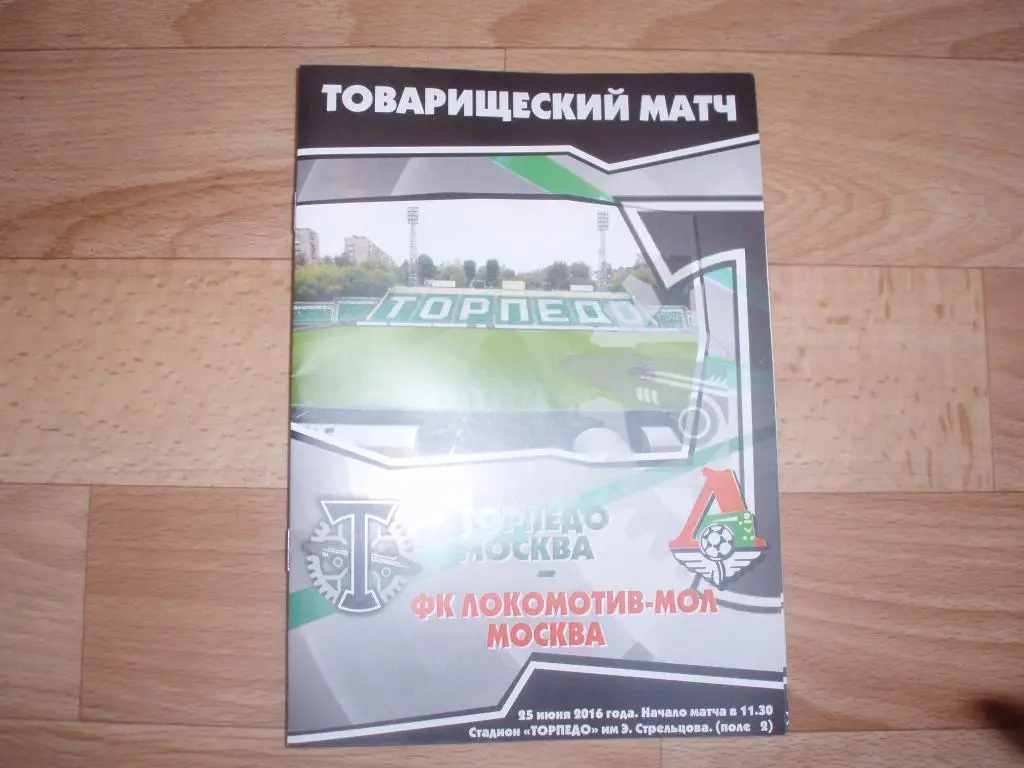 ТОВАРИЩЕСКИЙ МАТЧ
ТОРПЕДО
Т
Л
ТОРПЕДО
МОСКВА
–
ФК ЛОКОМОТИВ-МОЛ
МОСКВА
25 июня 2016 года. Начало матча в 11.30
Стадион «ТОРПЕДО» им Э. Стрельцова. (поле 2)